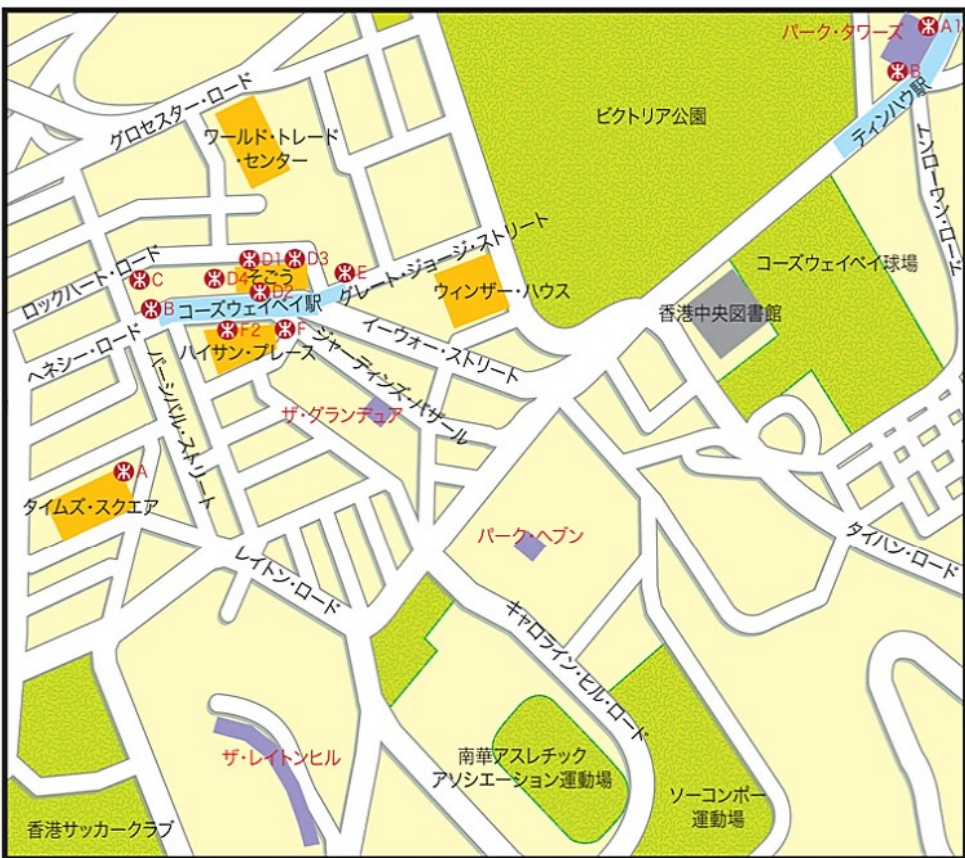 パーク・タワーズ
A1
B
ティンハウ駅
ビクトリア公園
グロセスター・ロード
ワールド・トレード
・センター
トンローワン・ロード
ロックハート・ロード
C
D1
D3
D4
そごう
D2
E
グレート・ジョージ・ストリート
ウィンザー・ハウス
コーズウェイベイ球場
香港中央図書館
B
コーズウェイベイ駅
ヘネシー・ロード
F2
F
ハイサン・プレース
イーウォー・ストリート
ジャーディンズ・バザール
パーシバル・ストリート
ザ・グランデュア
A
タイムズ・スクエア
レイトン・ロード
パーク・ヘブン
タイハン・ロード
キャロライン・ヒル・ロード
ザ・レイトンヒル
南華アスレチック
アソシエーション運動場
ソーコンポー
運動場
香港サッカークラブ